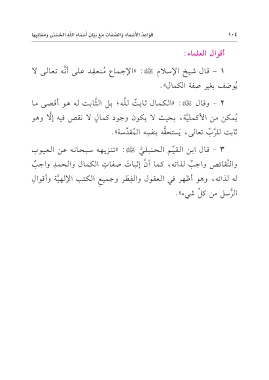 ١٠٤ قواعد الأسماء والصفات مع بيان أسماء الله الحسنى ومعانيها
أقوال العلماء:
١ - قال شيخ الإسلام ﷺ: «الإجماع مُنعقِد على أنَّه تعالى لا
يُوصَف بغير صفة الكمال».
٢ - وقال ﷺ: «الكمال ثابتٌ للَّه؛ بل الثَّابت له هو أقصى ما
يُمكن من الأكمليَّة، بحيث لا يكون وجود كمالٍ لا نقص فيه إلَّا وهو
ثابت للرَّبِّ تعالى، يَستحقُّه بنفسه المُقدَّسة».
٣ - قال ابن القيِّم الحنبليُّ ﷺ: «تنزيهه سبحانه عن العيوب
والنَّقائص واجبٌ لذاته، كما أنَّ إثباتَ صفاتِ الكمال والحمدِ واجبٌ
له لذاته، وهو أظهر في العقول والفِطَر وجميعِ الكتب الإلهيَّة وأقوالِ
الرُّسل من كلِّ شيء».